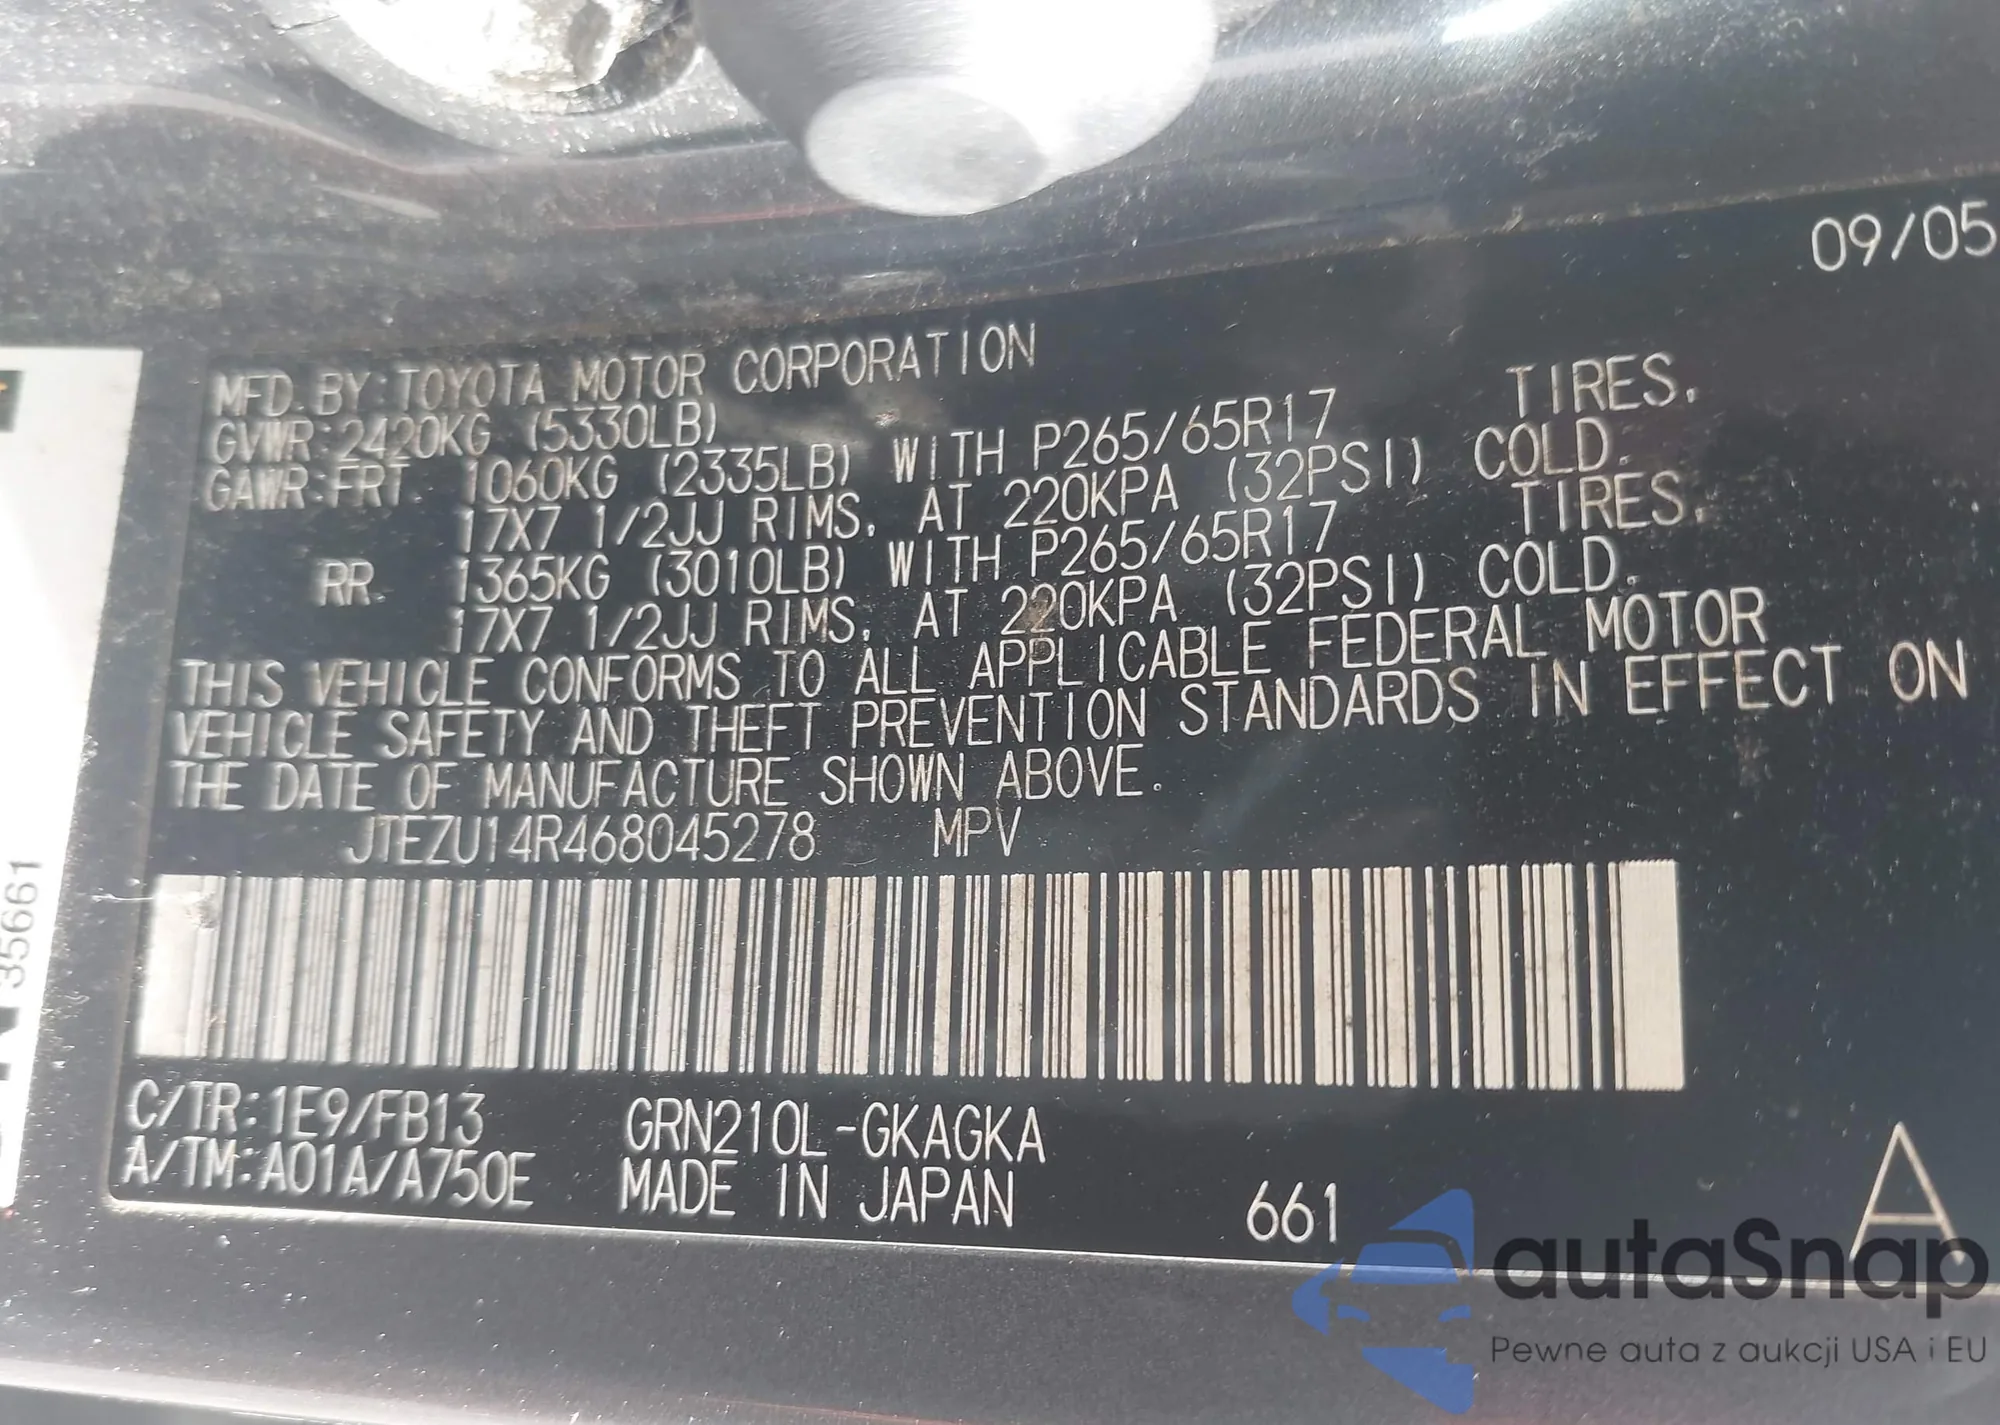 09/05
MFD. BY: TOYOTA MOTOR CORPORATION
GVWR: 2420KG (5330LB)
GAWR: FRT. 1060KG (2335LB) WITH P265/65R17 TIRES,
17X7 1/2JJ RIMS, AT 220KPA (32PSI) COLD.
RR. 1365KG (3010LB) WITH P265/65R17 TIRES,
17X7 1/2JJ RIMS, AT 220KPA (32PSI) COLD.
THIS VEHICLE CONFORMS TO ALL APPLICABLE FEDERAL MOTOR
VEHICLE SAFETY AND THEFT PREVENTION STANDARDS IN EFFECT ON
THE DATE OF MANUFACTURE SHOWN ABOVE.
JTEZU14R468045278 MPV
C/TR: 1E9/FB13 GRN210L-GKAGKA
A/TM: A01A/A750E MADE IN JAPAN 661 A
35661
autaSnap
Pewne auta z aukcji USA i EU